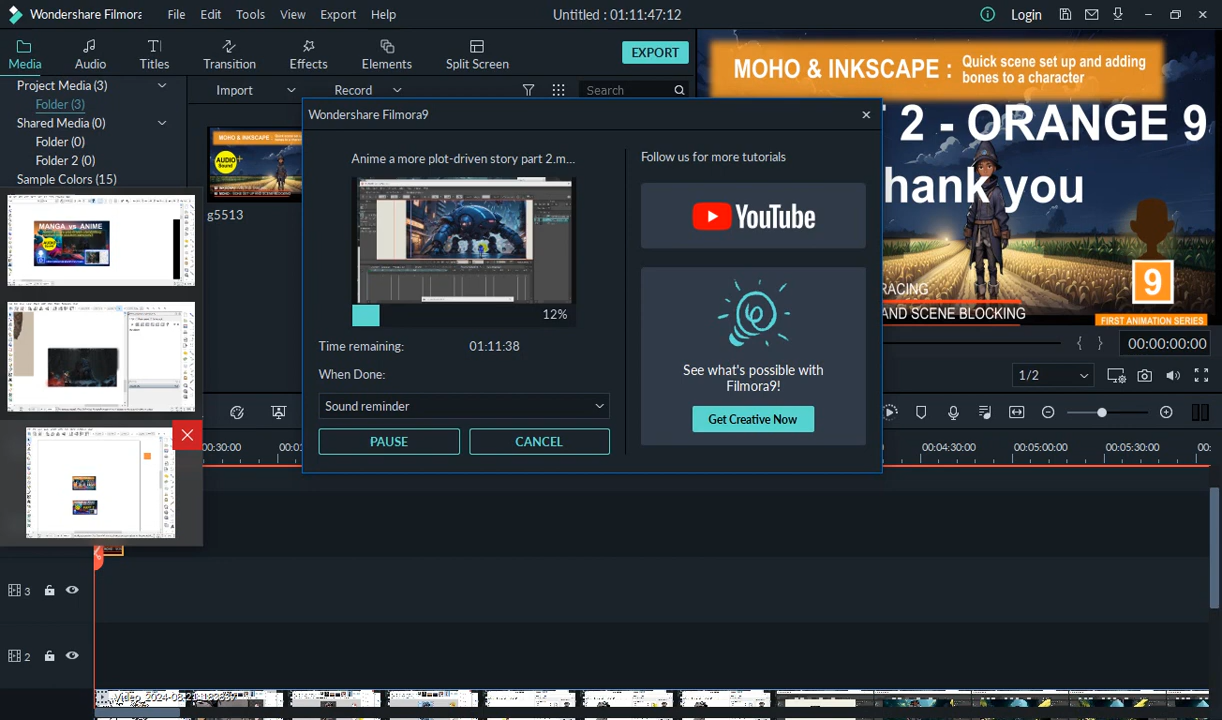 Wondershare Filmora
File Edit Tools View Export Help
Untitled : 01:11:47:12
Login
Media Audio Titles Transition Effects Elements Split Screen
EXPORT
Project Media (3)
Folder (3)
Shared Media (0)
Folder (0)
Folder 2 (0)
Sample Colors (15)
Import Record Search
g5513
AUDIO
Sound
MANGA vs ANIME
Wondershare Filmora9
Anime a more plot-driven story part 2.m...
12%
Time remaining: 01:11:38
When Done:
Sound reminder
PAUSE CANCEL
Follow us for more tutorials
YouTube
See what's possible with
Filmora9!
Get Creative Now
MOHO & INKSCAPE : Quick scene set up and adding
bones to a character
2 - ORANGE 9
hank you
9
RACING
AND SCENE BLOCKING
FIRST ANIMATION SERIES
{ } 00:00:00:00
1/2
00:04:30:00 00:05:00:00 00:05:30:00
3
2